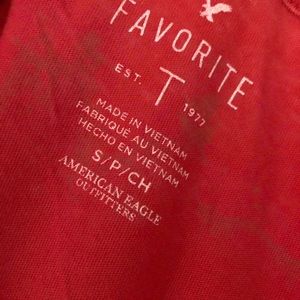 FAVORITE
EST. T 1977
MADE IN VIETNAM
FABRIQUÉ AU VIETNAM
HECHO EN VIETNAM
S/P/CH
AMERICAN EAGLE
OUTFITTERS